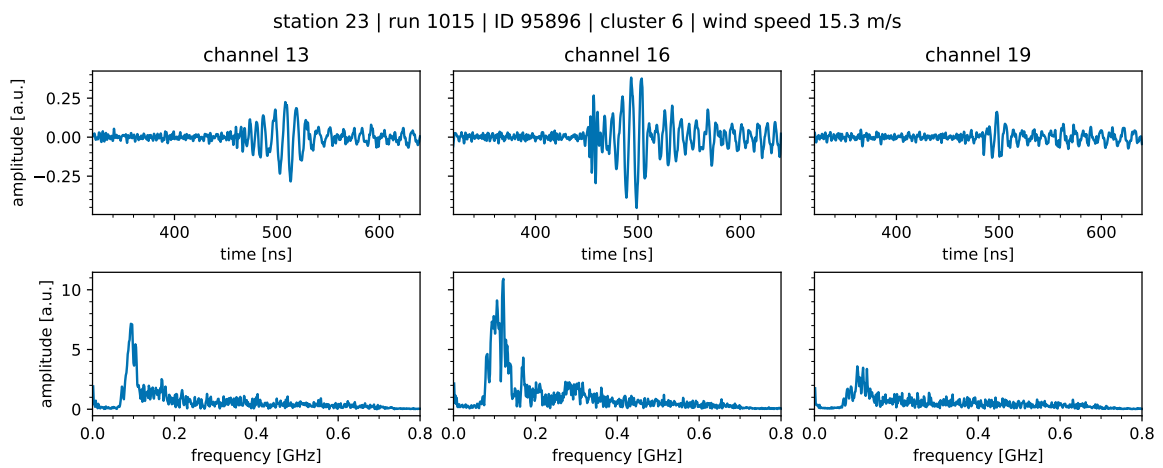 station 23 | run 1015 | ID 95896 | cluster 6 | wind speed 15.3 m/s
channel 13 channel 16 channel 19
amplitude [a.u.]
0.25
0.00
−0.25
400 500 600 400 500 600 400 500 600
time [ns] time [ns] time [ns]
amplitude [a.u.]
10
5
0
0.0 0.2 0.4 0.6 0.8 0.0 0.2 0.4 0.6 0.8 0.0 0.2 0.4 0.6 0.8
frequency [GHz] frequency [GHz] frequency [GHz]